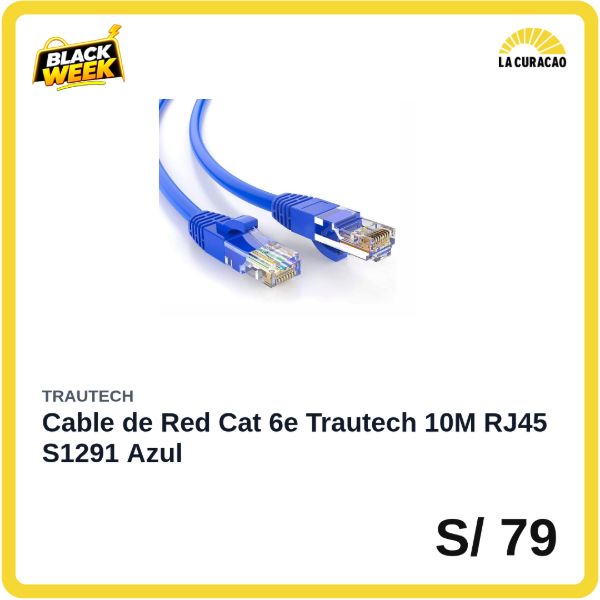 BLACK
WEEK
LA CURACAO
TRAUTECH
Cable de Red Cat 6e Trautech 10M RJ45
S1291 Azul
S/ 79